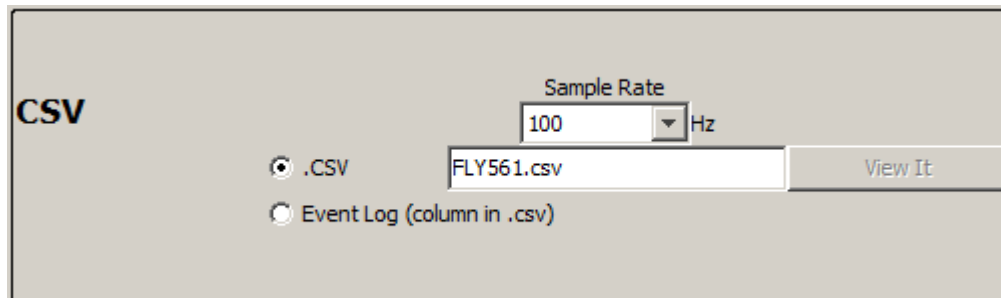 Sample Rate
CSV
100 Hz
.CSV FLY561.csv View It
Event Log (column in .csv)